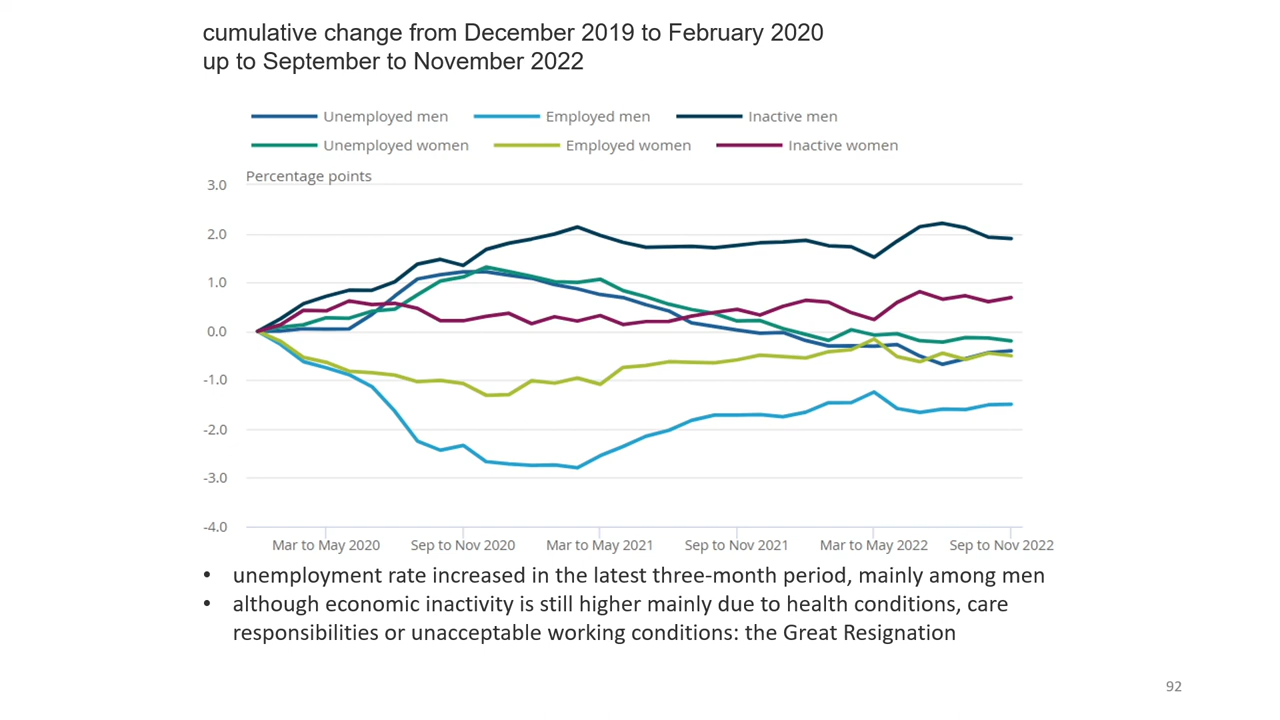 cumulative change from December 2019 to February 2020
up to September to November 2022
Unemployed men
Employed men
Inactive men
Unemployed women
Employed women
Inactive women
Percentage points
3.0
2.0
1.0
0.0
-1.0
-2.0
-3.0
-4.0
Mar to May 2020
Sep to Nov 2020
Mar to May 2021
Sep to Nov 2021
Mar to May 2022
Sep to Nov 2022
• unemployment rate increased in the latest three-month period, mainly among men
• although economic inactivity is still higher mainly due to health conditions, care
responsibilities or unacceptable working conditions: the Great Resignation
92